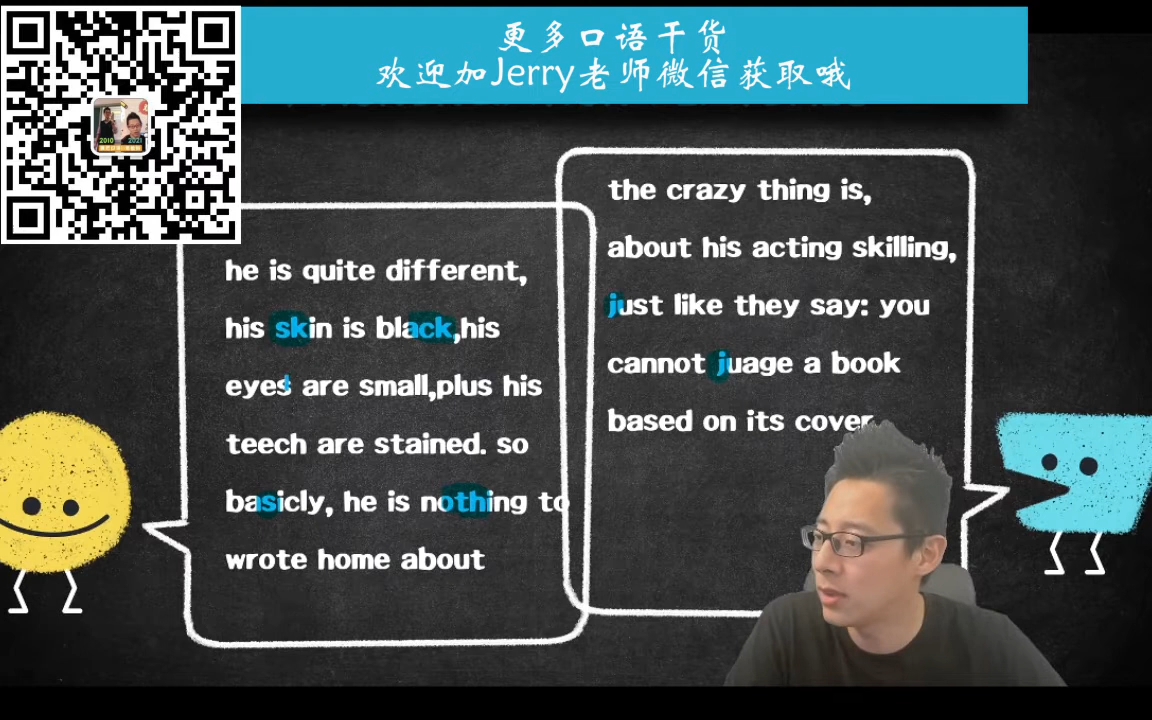 更多口语干货
欢迎加Jerry老师微信获取哦
2010
2021
he is quite different,
his skin is black,his
eyes are small,plus his
teech are stained. so
basicly, he is nothing to
wrote home about
the crazy thing is,
about his acting skilling,
just like they say: you
cannot juage a book
based on its cover